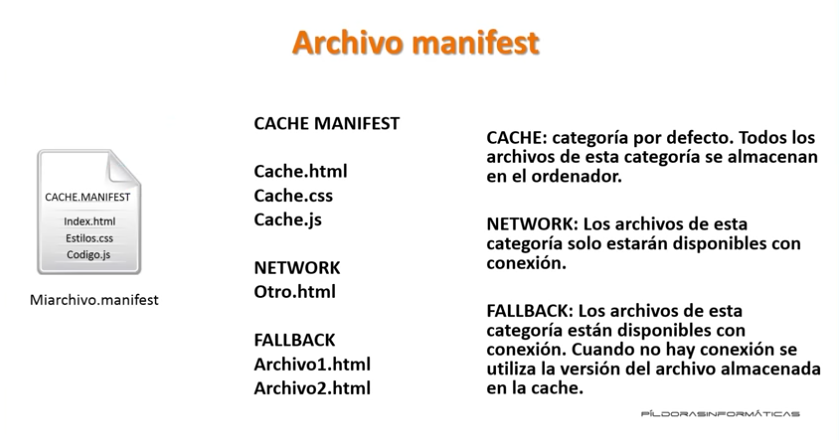 Archivo manifest
CACHE.MANIFEST
Index.html
Estilos.css
Codigo.js
Miarchivo.manifest
CACHE MANIFEST
Cache.html
Cache.css
Cache.js
NETWORK
Otro.html
FALLBACK
Archivo1.html
Archivo2.html
CACHE: categoría por defecto. Todos los
archivos de esta categoría se almacenan
en el ordenador.
NETWORK: Los archivos de esta
categoría solo estarán disponibles con
conexión.
FALLBACK: Los archivos de esta
categoría están disponibles con
conexión. Cuando no hay conexión se
utiliza la versión del archivo almacenada
en la cache.
PÍLDORASINFORMÁTICAS